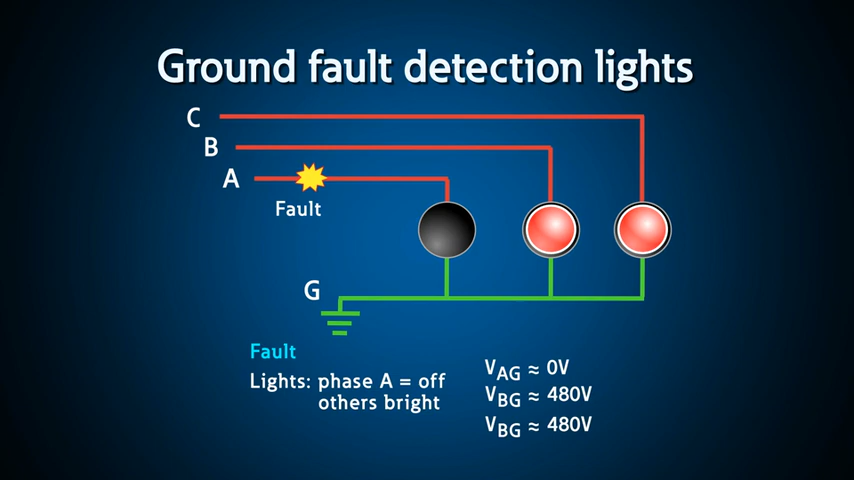 Ground fault detection lights
C
B
A
Fault
G
Fault
Lights: phase A = off
others bright
VAG ≈ 0V
VBG ≈ 480V
VBG ≈ 480V